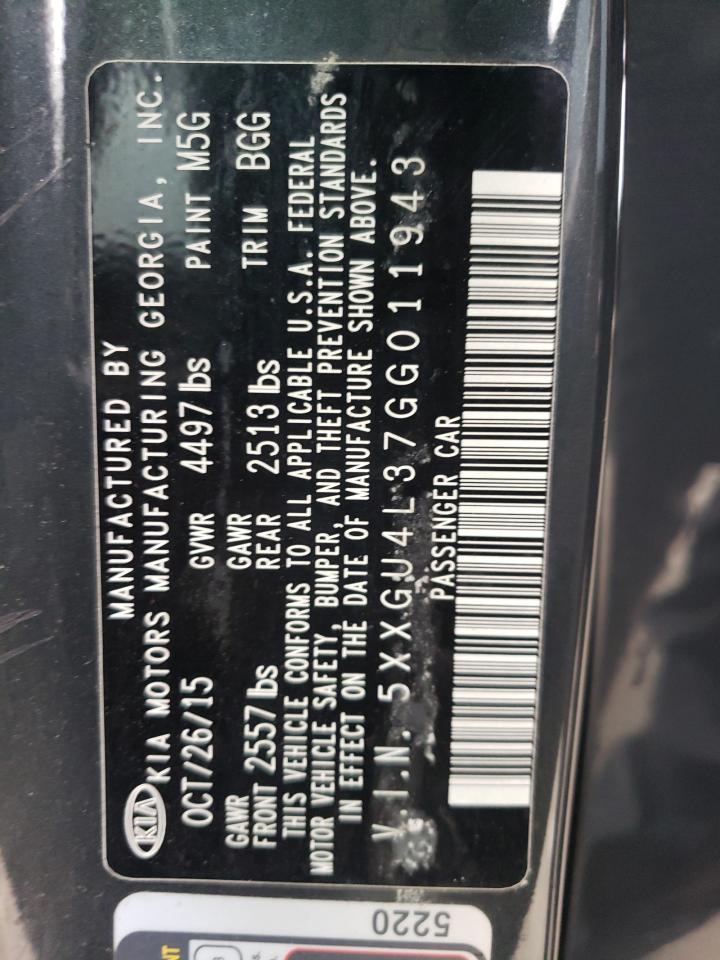 MANUFACTURED BY
KIA KIA MOTORS MANUFACTURING GEORGIA, INC.
OCT/26/15 GVWR 4497 lbs PAINT M5G
GAWR FRONT 2557 lbs GAWR REAR 2513 lbs TRIM BGG
THIS VEHICLE CONFORMS TO ALL APPLICABLE U.S.A. FEDERAL
MOTOR VEHICLE SAFETY, BUMPER, AND THEFT PREVENTION STANDARDS
IN EFFECT ON THE DATE OF MANUFACTURE SHOWN ABOVE.
V.I.N. 5XXGU4L37GG011943
PASSENGER CAR
5220